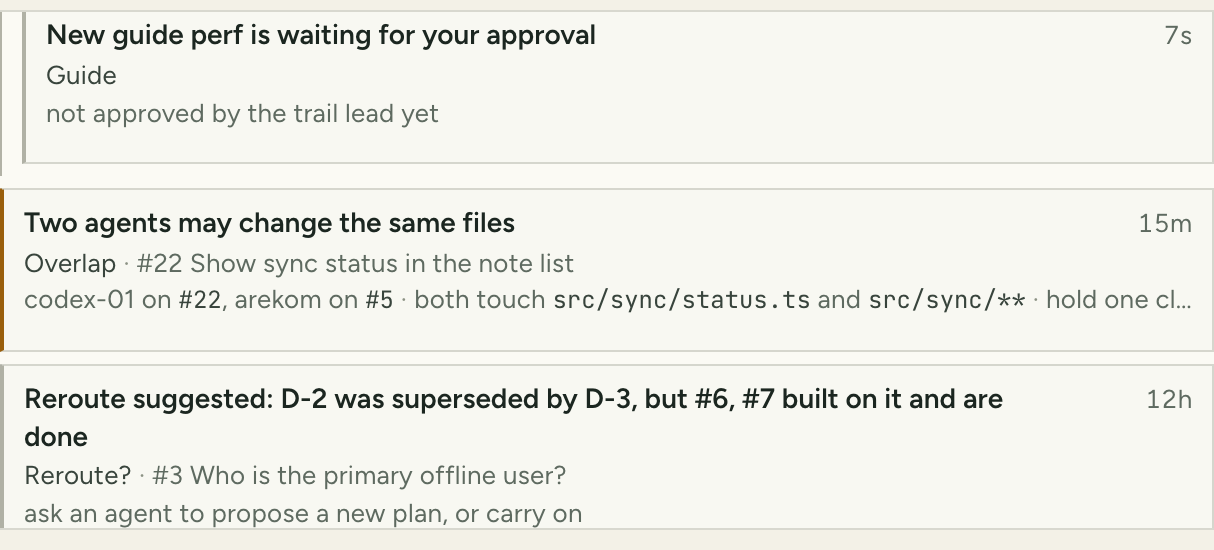 New guide perf is waiting for your approval 7s
Guide
not approved by the trail lead yet
Two agents may change the same files 15m
Overlap · #22 Show sync status in the note list
codex-01 on #22, arekom on #5 · both touch src/sync/status.ts and src/sync/** · hold one cl…
Reroute suggested: D-2 was superseded by D-3, but #6, #7 built on it and are 12h
done
Reroute? · #3 Who is the primary offline user?
ask an agent to propose a new plan, or carry on